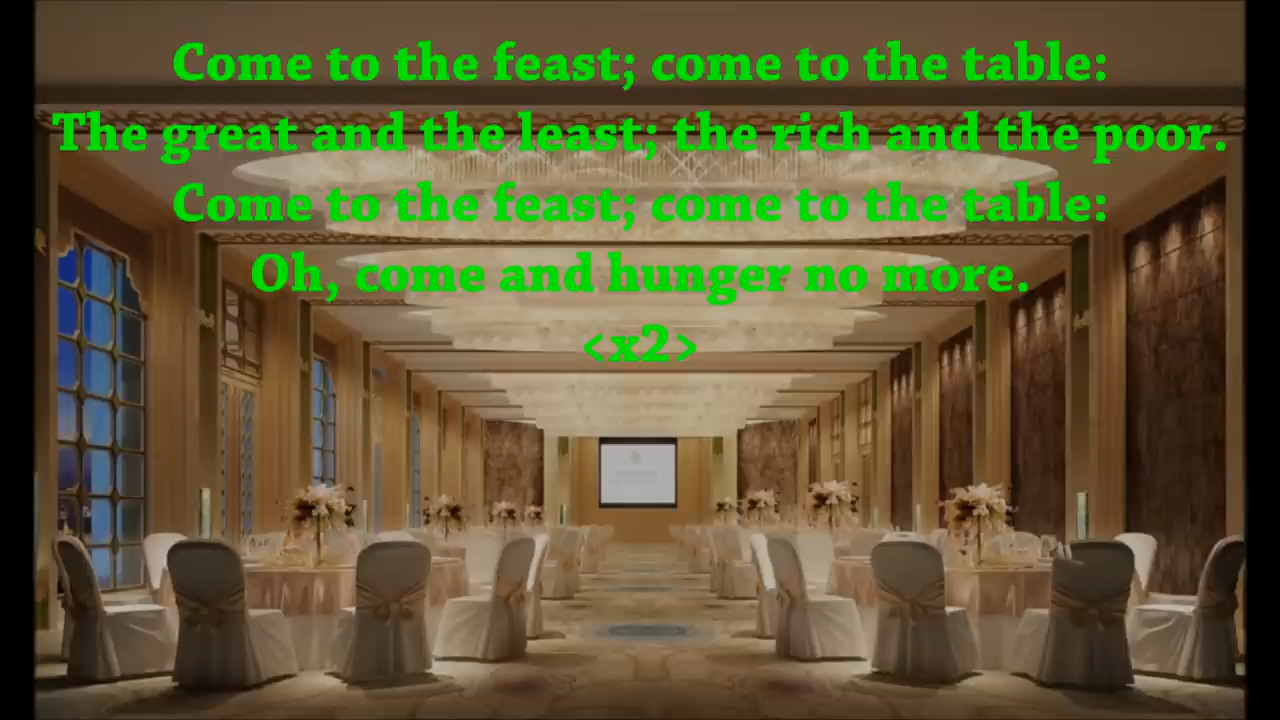 Come to the feast; come to the table:
The great and the least; the rich and the poor.
Come to the feast; come to the table:
Oh, come and hunger no more.
<x2>